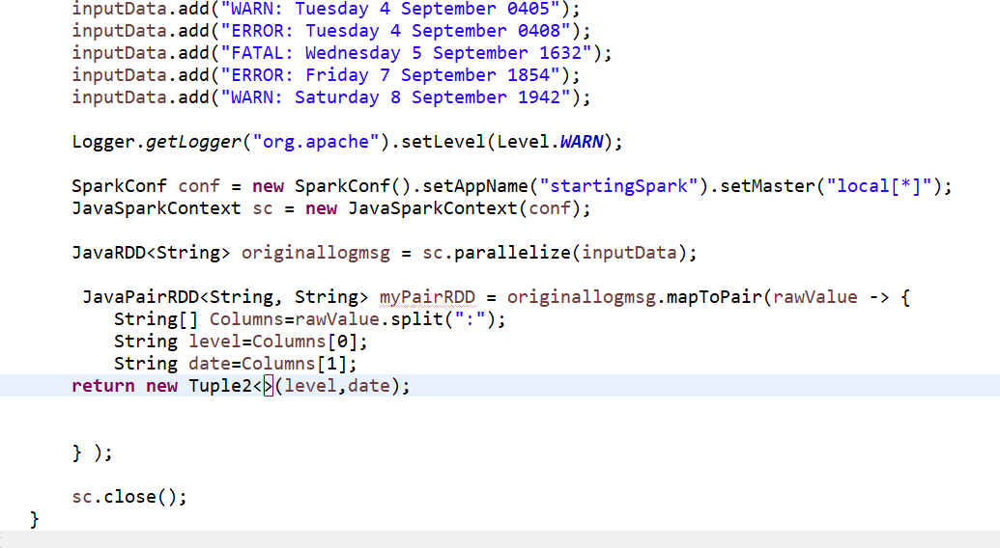 inputData.add("WARN: Tuesday 4 September 0405");
inputData.add("ERROR: Tuesday 4 September 0408");
inputData.add("FATAL: Wednesday 5 September 1632");
inputData.add("ERROR: Friday 7 September 1854");
inputData.add("WARN: Saturday 8 September 1942");
Logger.getLogger("org.apache").setLevel(Level.WARN);
SparkConf conf = new SparkConf().setAppName("startingSpark").setMaster("local[*]");
JavaSparkContext sc = new JavaSparkContext(conf);
JavaRDD<String> originallogmsg = sc.parallelize(inputData);
JavaPairRDD<String, String> myPairRDD = originallogmsg.mapToPair(rawValue -> {
String[] Columns=rawValue.split(":");
String level=Columns[0];
String date=Columns[1];
return new Tuple2<>(level,date);
} );
sc.close();
}